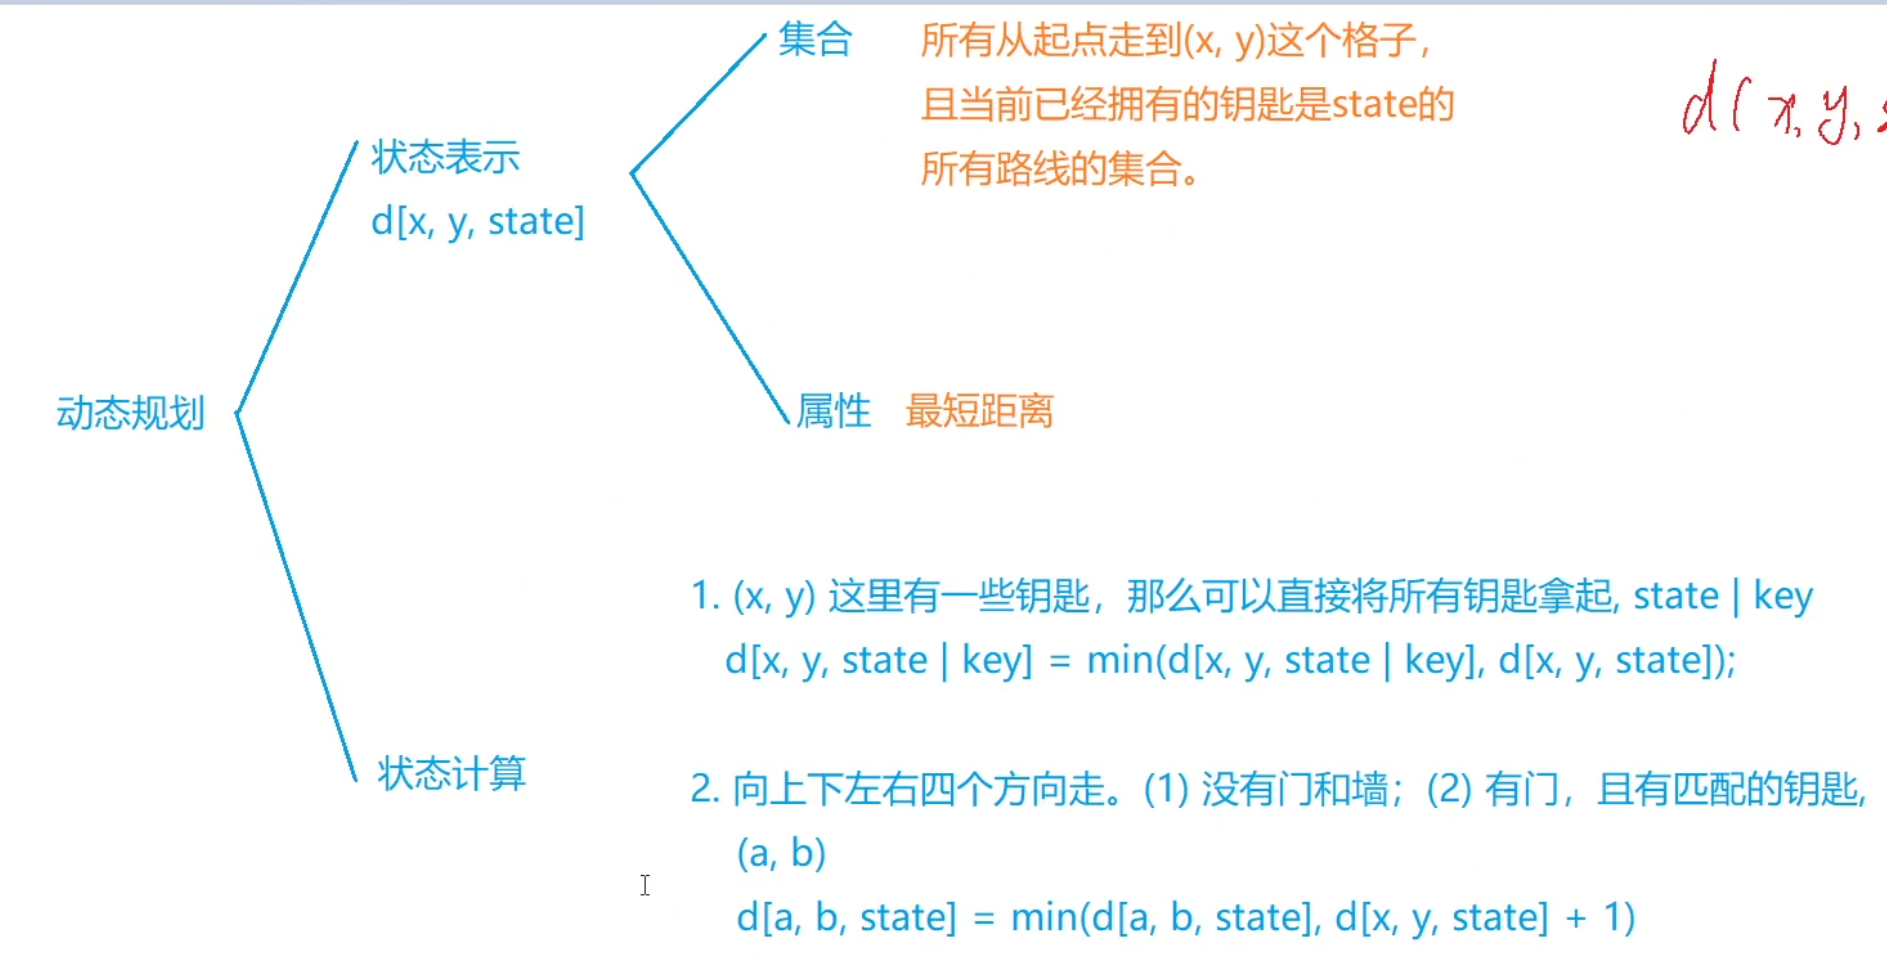 集合
所有从起点走到(x, y)这个格子，
且当前已经拥有的钥匙是state的
所有路线的集合。
d(x, y,
状态表示
d[x, y, state]
动态规划
属性 最短距离
状态计算
1. (x, y) 这里有一些钥匙，那么可以直接将所有钥匙拿起, state | key
d[x, y, state | key] = min(d[x, y, state | key], d[x, y, state]);
2. 向上下左右四个方向走。(1) 没有门和墙；(2) 有门，且有匹配的钥匙,
(a, b)
d[a, b, state] = min(d[a, b, state], d[x, y, state] + 1)